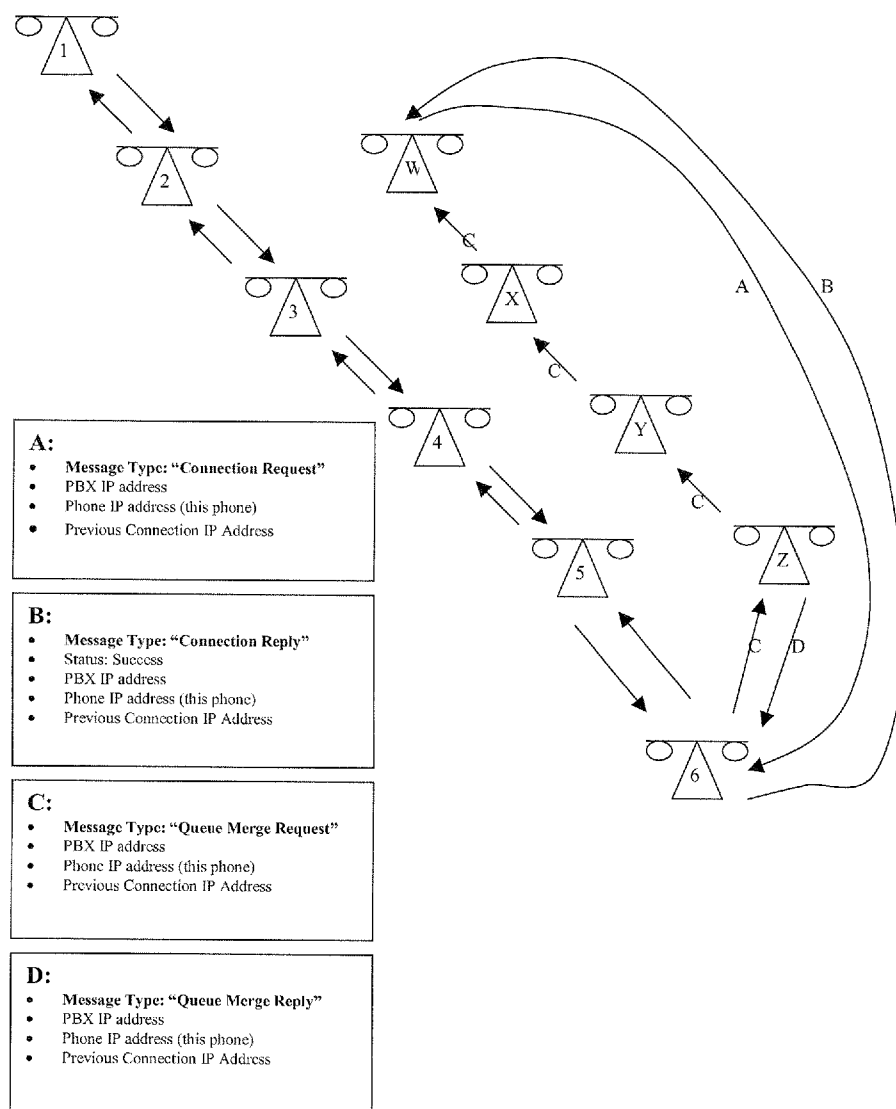 1
2
W
3
X
A
B
C
4
C
Y
5
C
Z
C
D
6
A:
• Message Type: “Connection Request”
• PBX IP address
• Phone IP address (this phone)
• Previous Connection IP Address
B:
• Message Type: “Connection Reply”
• Status: Success
• PBX IP address
• Phone IP address (this phone)
• Previous Connection IP Address
C:
• Message Type: “Queue Merge Request”
• PBX IP address
• Phone IP address (this phone)
• Previous Connection IP Address
D:
• Message Type: “Queue Merge Reply”
• PBX IP address
• Phone IP address (this phone)
• Previous Connection IP Address